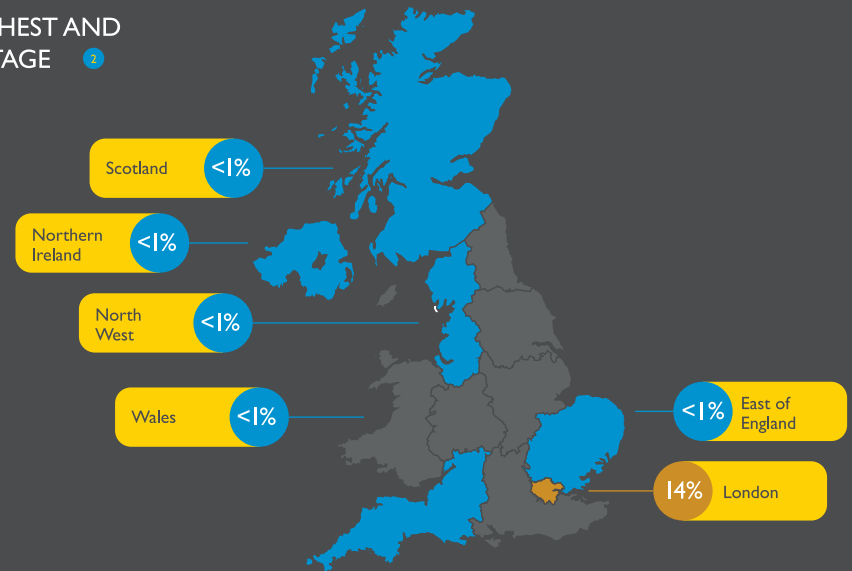 HEST AND
TAGE 2
Scotland <1%
Northern
Ireland
<1%
North
West
<1%
Wales <1%
<1%
East of
England
14% London